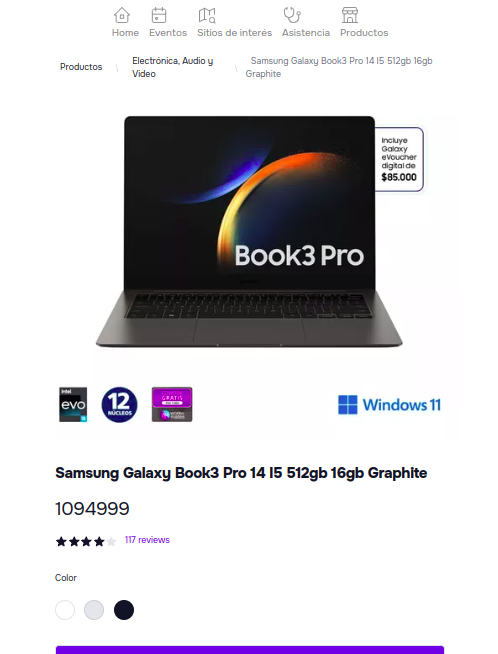 Home Eventos Sitios de interés Asistencia Productos
Productos \ Electrónica, Audio y Video \ Samsung Galaxy Book3 Pro 14 I5 512gb 16gb Graphite
Incluye
Galaxy
eVoucher
digital de
$85.000
Book3 Pro
intel
evo
12
NÚCLEOS
GRATIS
Windows 11
Samsung Galaxy Book3 Pro 14 I5 512gb 16gb Graphite
1094999
117 reviews
Color